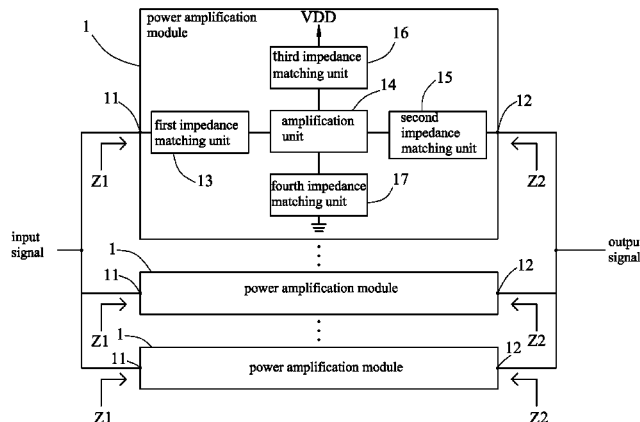 power amplification
module
VDD
16
1
third impedance
matching unit
14
15
11
12
first impedance
matching unit
amplification
unit
second
impedance
matching unit
Z1
13
Z2
fourth impedance
matching unit
17
input
signal
output
signal
1
11
power amplification module
12
Z1
Z2
1
11
power amplification module
12
Z1
Z2